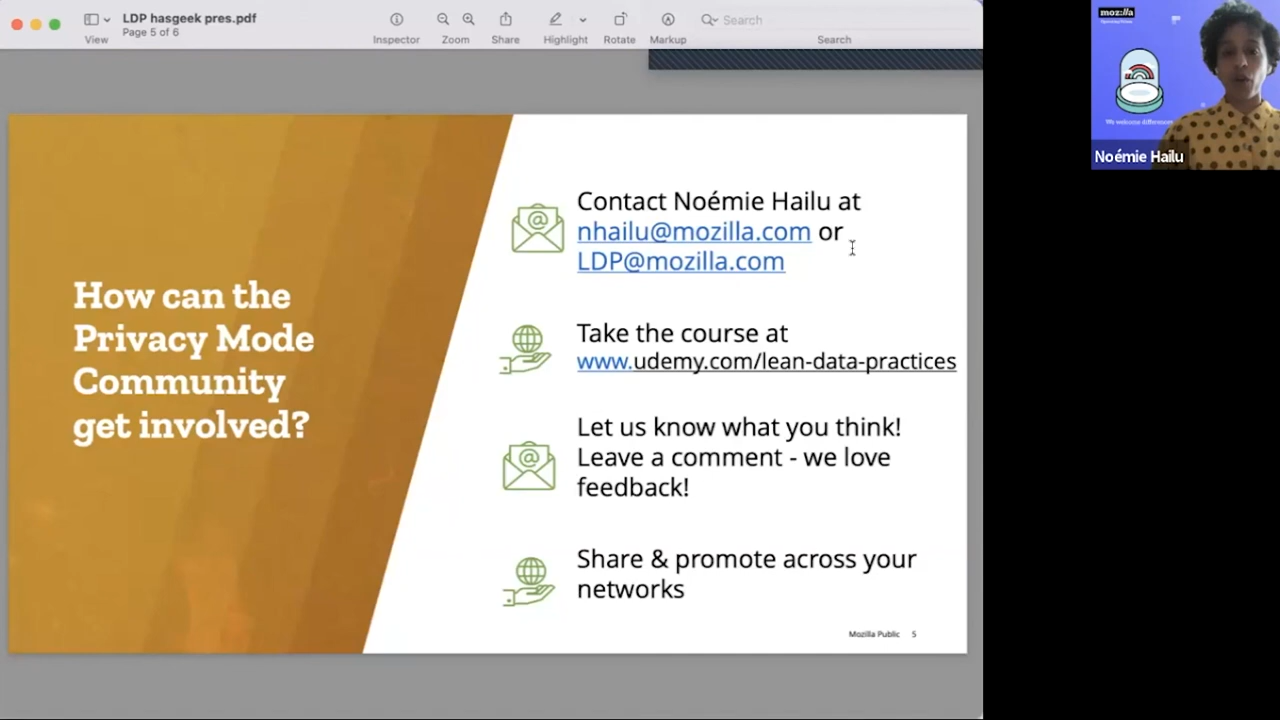 LDP hasgeek pres.pdf
Page 5 of 6
View
Inspector
Zoom
Share
Highlight
Rotate
Markup
Search
Search
How can the
Privacy Mode
Community
get involved?
Contact Noémie Hailu at
nhailu@mozilla.com or
LDP@mozilla.com
Take the course at
www.udemy.com/lean-data-practices
Let us know what you think!
Leave a comment - we love
feedback!
Share & promote across your
networks
Mozilla Public 5
moz://a
We welcome differences
Noémie Hailu